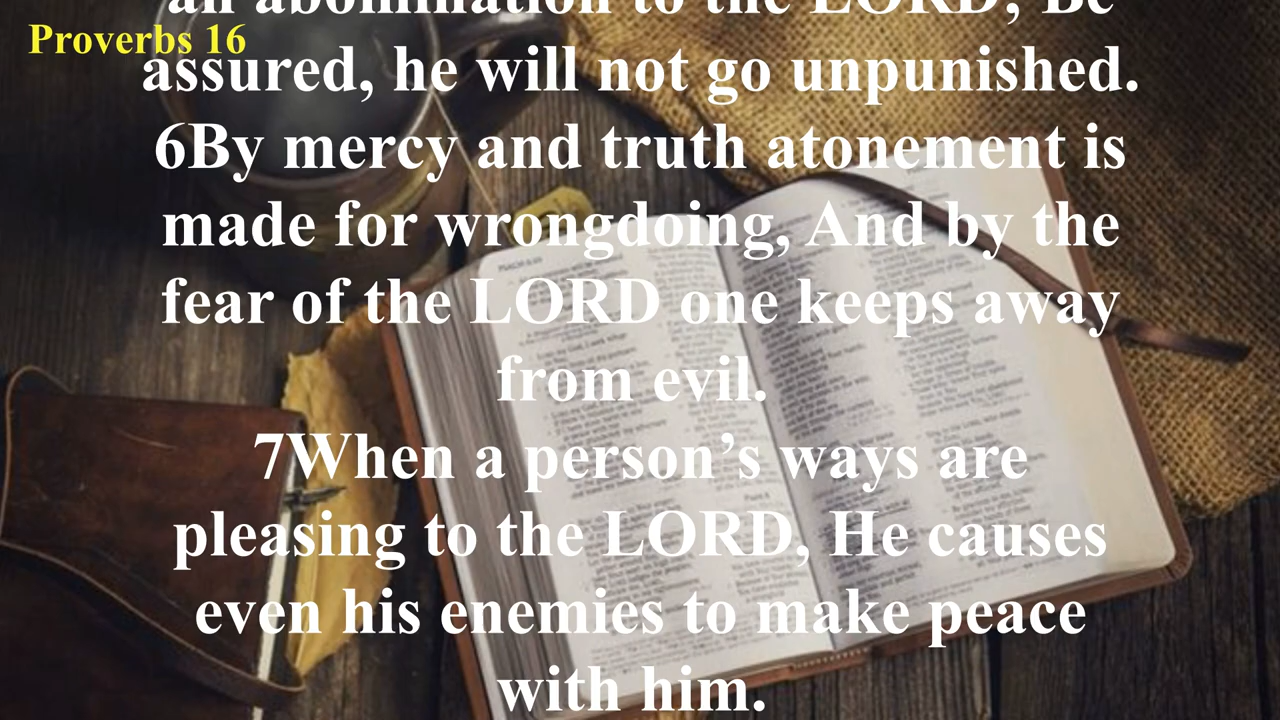 an abomination to the LORD; Be
Proverbs 16
assured, he will not go unpunished.
6By mercy and truth atonement is
made for wrongdoing, And by the
fear of the LORD one keeps away
from evil.
7When a person’s ways are
pleasing to the LORD, He causes
even his enemies to make peace
with him.